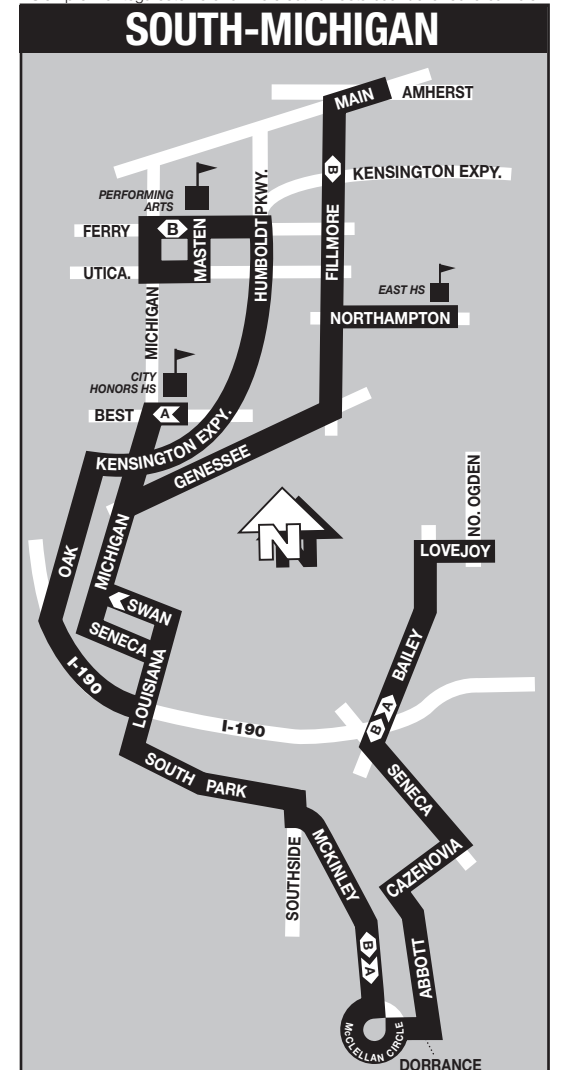 SOUTH-MICHIGAN
MAIN
AMHERST
B
KENSINGTON EXPY.
PERFORMING
ARTS
FERRY
B
MASTEN
HUMBOLDT PKWY.
FILLMORE
UTICA.
EAST HS
NORTHAMPTON
MICHIGAN
CITY
HONORS HS
BEST
A
KENSINGTON EXPY.
GENESSEE
N
NO. OGDEN
LOVEJOY
OAK
MICHIGAN
SWAN
SENECA
BAILEY
I-190
LOUISIANA
B A
I-190
SOUTH PARK
SENECA
SOUTHSIDE
MCKINLEY
CAZENOVIA
B A
ABBOTT
McCLELLAN CIRCLE
DORRANCE